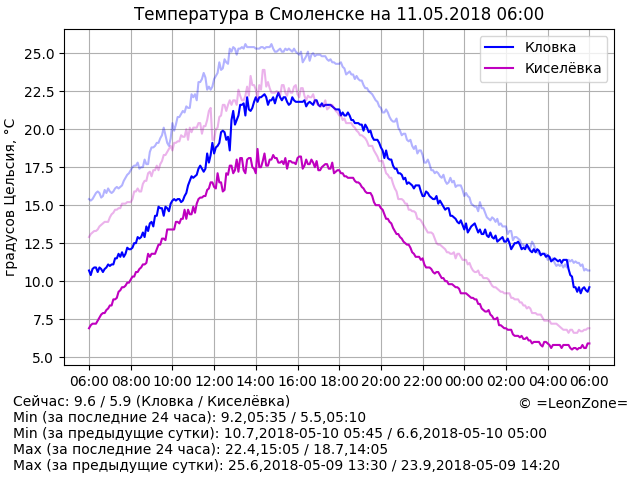 Температура в Смоленске на 11.05.2018 06:00
Кловка
Киселёвка
градусов Цельсия, °C
25.0
22.5
20.0
17.5
15.0
12.5
10.0
7.5
5.0
06:00 08:00 10:00 12:00 14:00 16:00 18:00 20:00 22:00 00:00 02:00 04:00 06:00
Сейчас: 9.6 / 5.9 (Кловка / Киселёвка)
© =LeonZone=
Min (за последние 24 часа): 9.2,05:35 / 5.5,05:10
Min (за предыдущие сутки): 10.7,2018-05-10 05:45 / 6.6,2018-05-10 05:00
Max (за последние 24 часа): 22.4,15:05 / 18.7,14:05
Max (за предыдущие сутки): 25.6,2018-05-09 13:30 / 23.9,2018-05-09 14:20